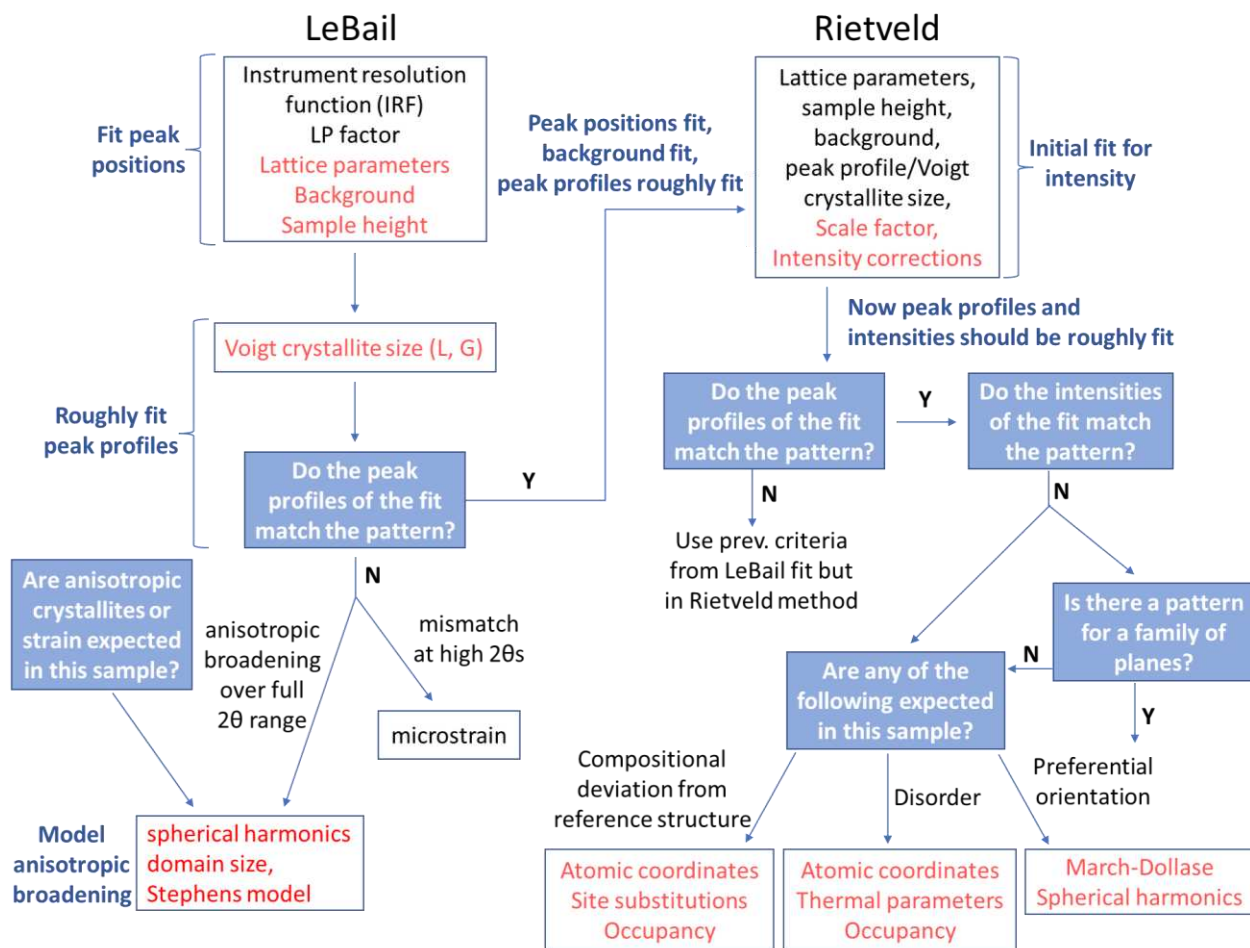 LeBail
Instrument resolution
function (IRF)
LP factor
Lattice parameters
Background
Sample height
Fit peak
positions
Voigt crystallite size (L, G)
Roughly fit
peak profiles
Do the peak
profiles of the fit
match the pattern?
Y
N
Are anisotropic
crystallites or
strain expected
in this sample?
anisotropic
broadening
over full
2θ range
mismatch
at high 2θs
microstrain
Model
anisotropic
broadening
spherical harmonics
domain size,
Stephens model
Peak positions fit,
background fit,
peak profiles roughly fit
Rietveld
Lattice parameters,
sample height,
background,
peak profile/Voigt
crystallite size,
Scale factor,
Intensity corrections
Initial fit for
intensity
Now peak profiles and
intensities should be roughly fit
Do the peak
profiles of the fit
match the pattern?
Y
N
Use prev. criteria
from LeBail fit but
in Rietveld method
Do the intensities
of the fit match
the pattern?
N
Is there a pattern
for a family of
planes?
N
Y
Are any of the
following expected
in this sample?
Preferential
orientation
Compositional
deviation from
reference structure
Disorder
Atomic coordinates
Site substitutions
Occupancy
Atomic coordinates
Thermal parameters
Occupancy
March-Dollase
Spherical harmonics